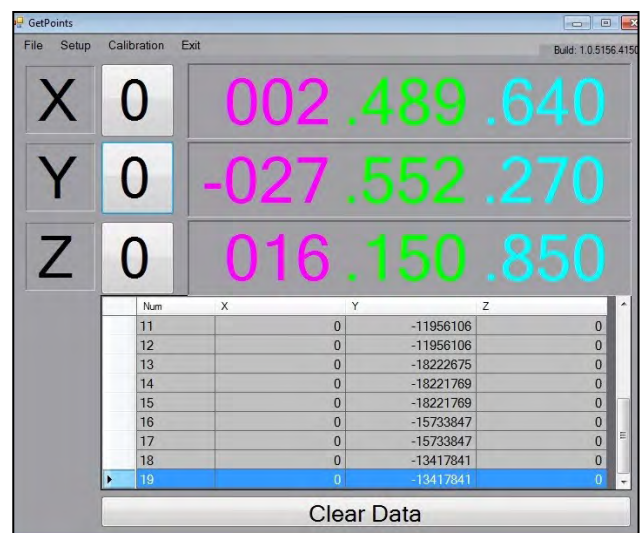 GetPoints
File Setup Calibration Exit
Build: 1.0.5156.4150
X 0 002 .489 .640
Y 0 -027 .552 .270
Z 0 016 .150 .850
Num X Y Z
11 0 -11956106 0
12 0 -11956106 0
13 0 -18222675 0
14 0 -18221769 0
15 0 -18221769 0
16 0 -15733847 0
17 0 -15733847 0
18 0 -13417841 0
19 0 -13417841 0
Clear Data